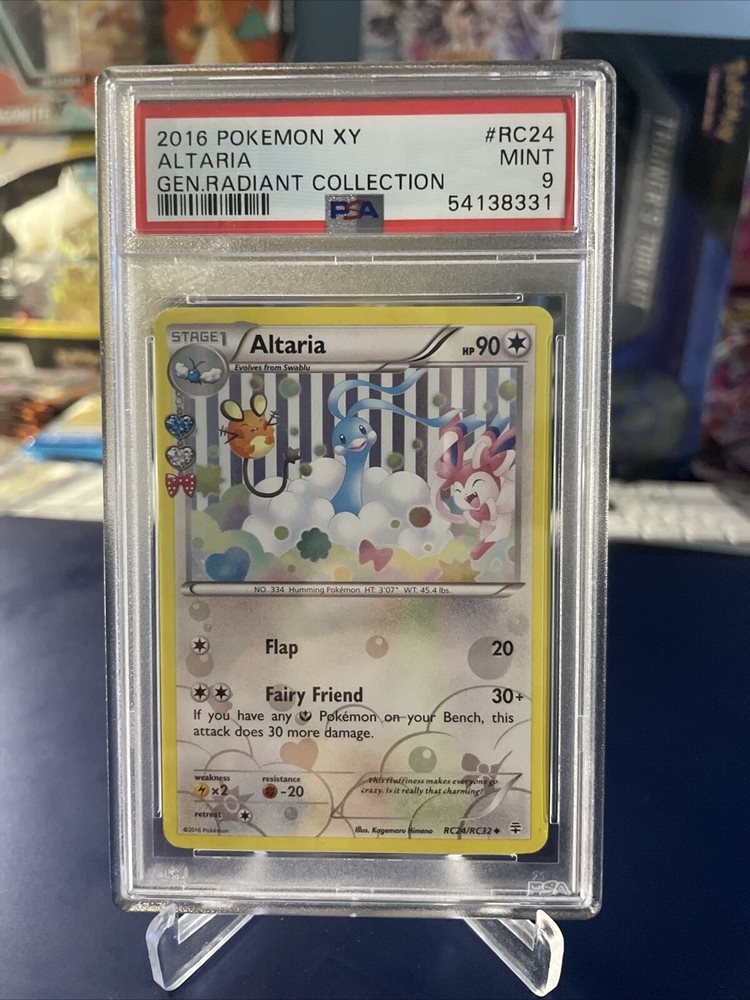 2016 POKEMON XY #RC24
ALTARIA MINT
GEN.RADIANT COLLECTION 9
PSA 54138331
TRAINER'S TOOLKIT
STAGE1 Altaria HP90
Evolves from Swablu
NO. 334 Humming Pokémon HT: 3'07" WT: 45.4 lbs.
Flap 20
Fairy Friend 30+
If you have any Pokémon on your Bench, this
attack does 30 more damage.
weakness resistance
×2 -20
This fluffiness makes everyone go
crazy. Is it really that charming?
retreat
©2016 Pokémon Illus. Kagemaru Himeno RC24/RC32
PSA